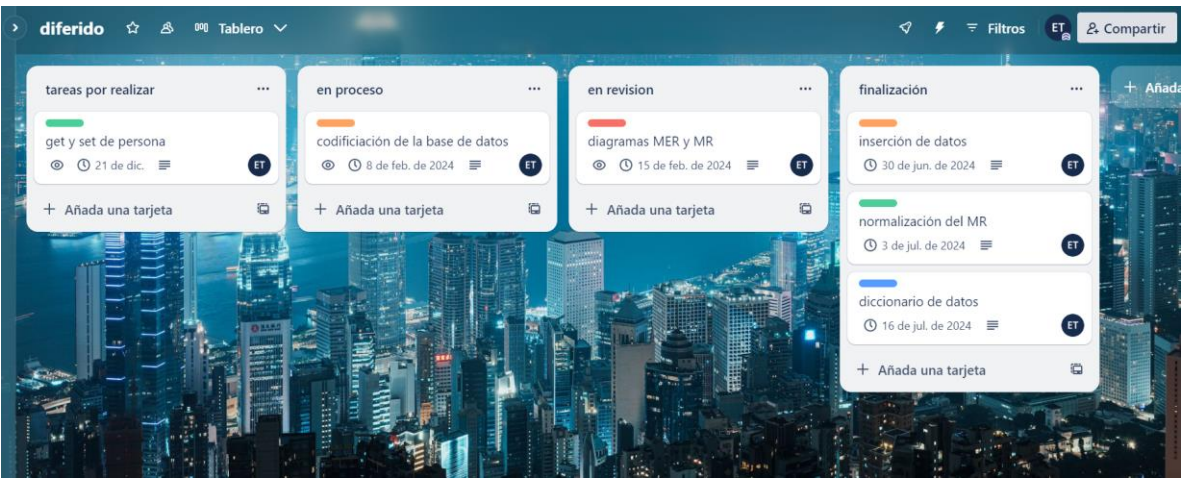 diferido Tablero Filtros ET Compartir
tareas por realizar
get y set de persona
21 de dic. ET
+ Añada una tarjeta
en proceso
codificiación de la base de datos
8 de feb. de 2024 ET
+ Añada una tarjeta
en revision
diagramas MER y MR
15 de feb. de 2024 ET
+ Añada una tarjeta
finalización
inserción de datos
30 de jun. de 2024 ET
normalización del MR
3 de jul. de 2024 ET
diccionario de datos
16 de jul. de 2024 ET
+ Añada una tarjeta
+ Añada